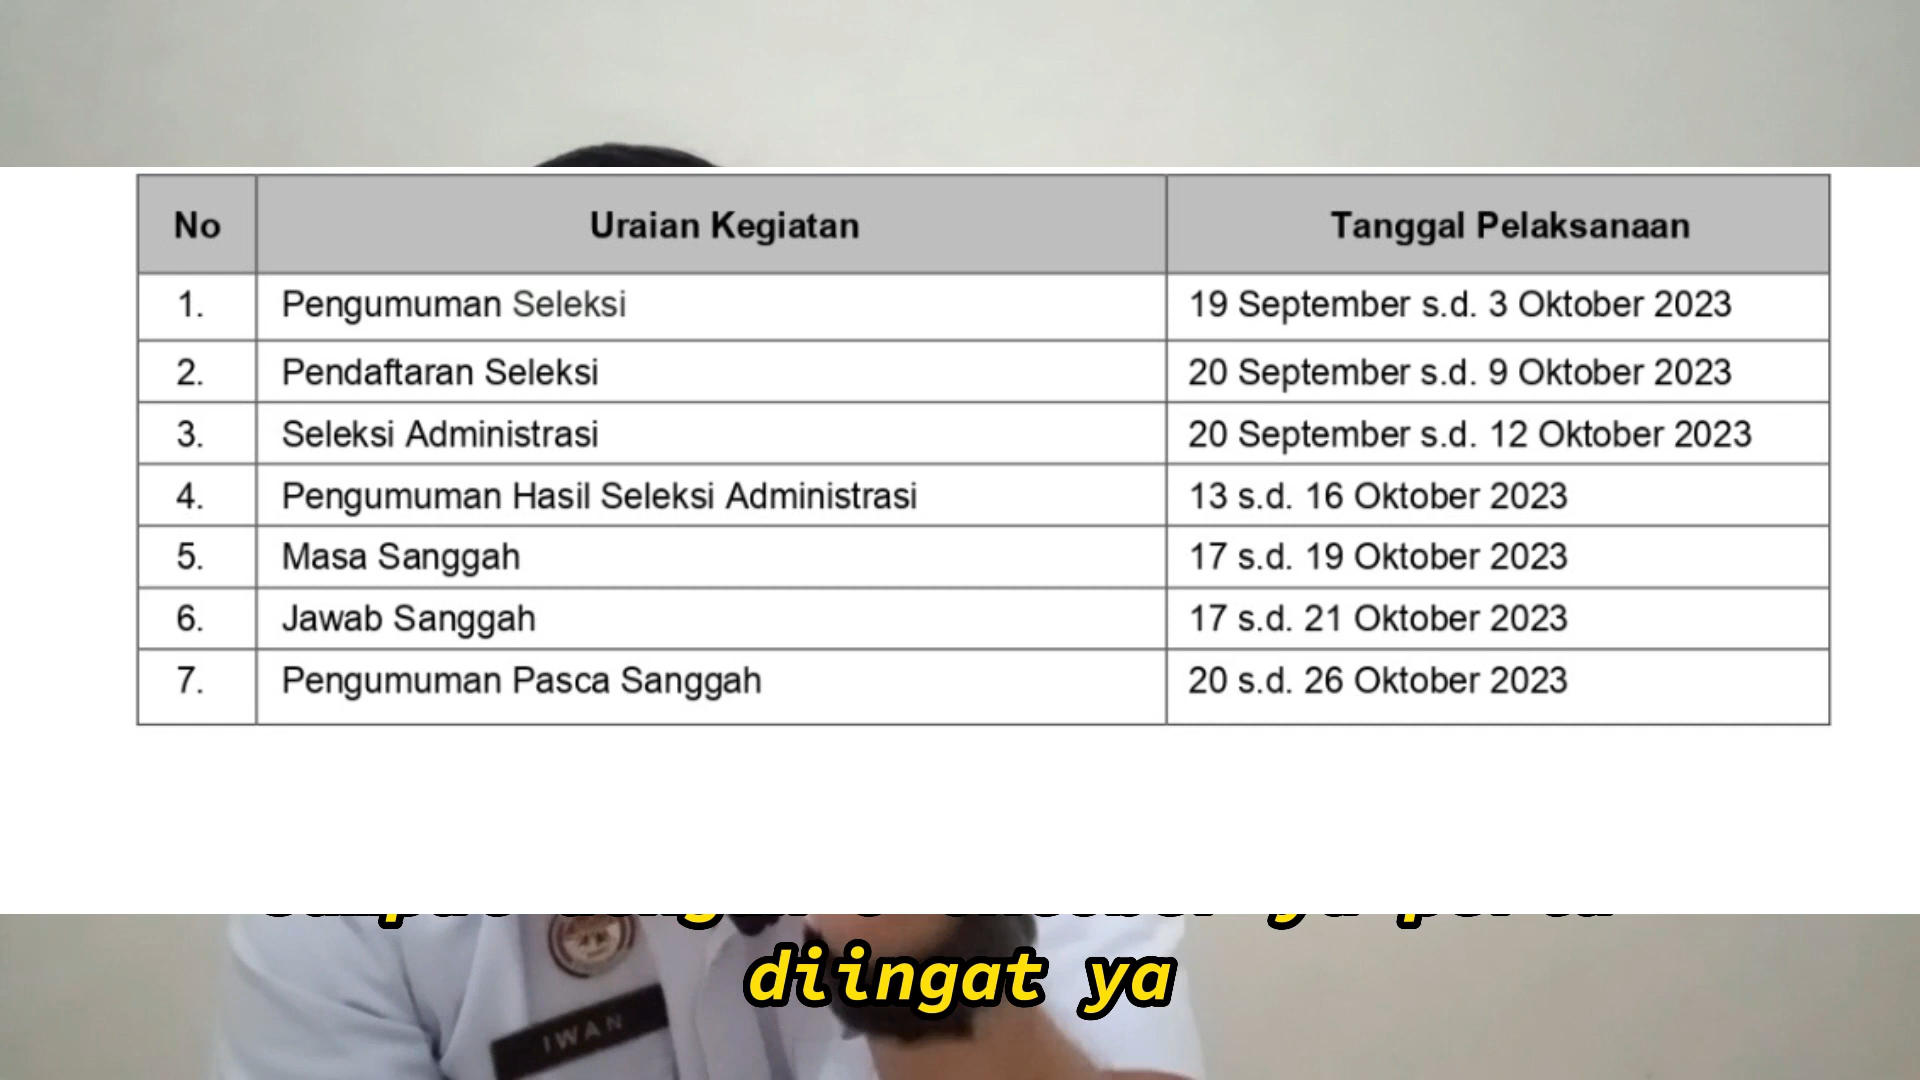 No Uraian Kegiatan Tanggal Pelaksanaan
1. Pengumuman Seleksi 19 September s.d. 3 Oktober 2023
2. Pendaftaran Seleksi 20 September s.d. 9 Oktober 2023
3. Seleksi Administrasi 20 September s.d. 12 Oktober 2023
4. Pengumuman Hasil Seleksi Administrasi 13 s.d. 16 Oktober 2023
5. Masa Sanggah 17 s.d. 19 Oktober 2023
6. Jawab Sanggah 17 s.d. 21 Oktober 2023
7. Pengumuman Pasca Sanggah 20 s.d. 26 Oktober 2023
diingat ya
IWAN